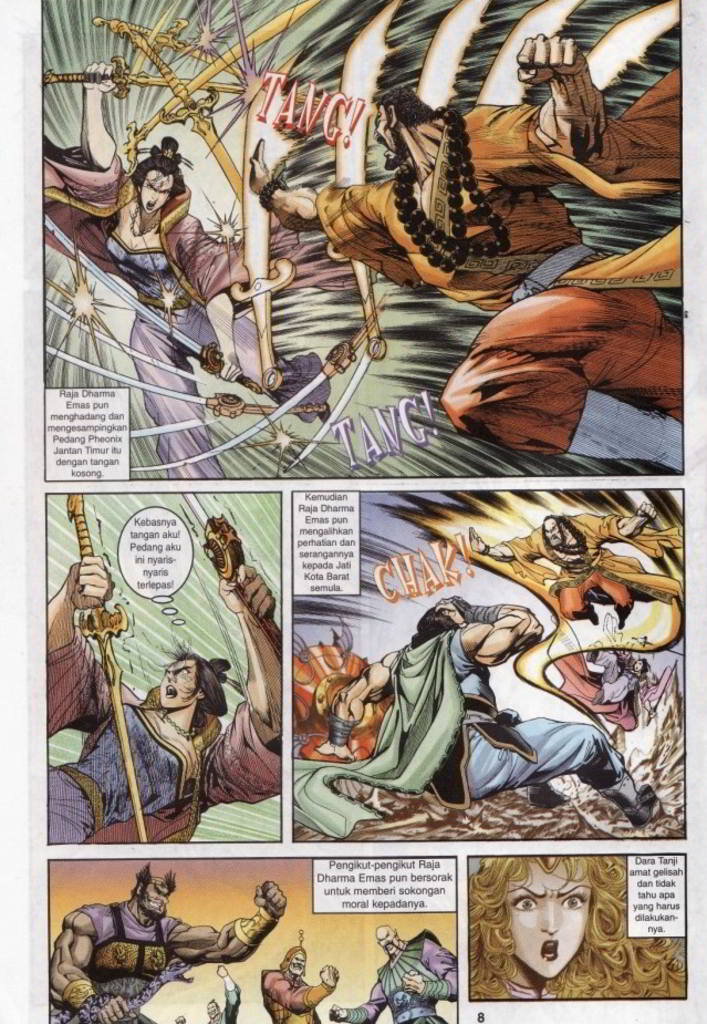 TANG!
Raja Dharma
Emas pun
menghadang dan
mengesampingkan
Pedang Pheonix
Jantan Timur itu
dengan tangan
kosong.
TANG!
Kebasnya
tangan aku!
Pedang aku
ini nyaris-
nyaris
terlepas!
Kemudian
Raja Dharma
Emas pun
mengalihkan
perhatian dan
serangannya
kepada Jati
Kota Barat
semula.
CHAK!
Pengikut-pengikut Raja
Dharma Emas pun bersorak
untuk memberi sokongan
moral kepadanya.
Dara Tanji
amat gelisah
dan tidak
tahu apa
yang harus
dilakukan-
nya.
8